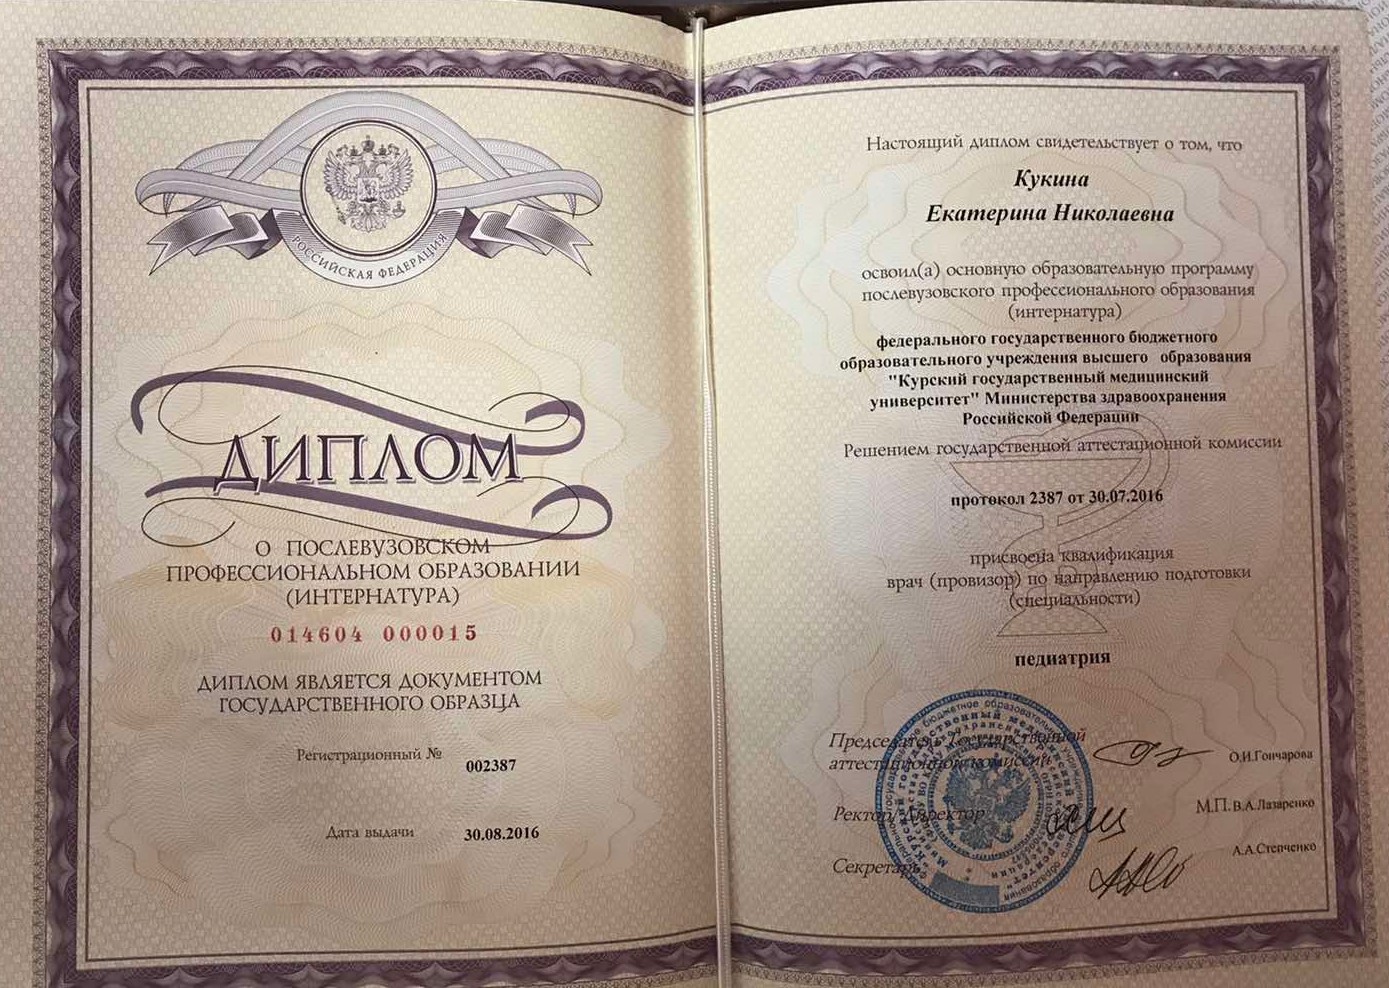 РОССИЙСКАЯ ФЕДЕРАЦИЯ
ДИПЛОМ
О ПОСЛЕВУЗОВСКОМ
ПРОФЕССИОНАЛЬНОМ ОБРАЗОВАНИИ
(ИНТЕРНАТУРА)
014604 000015
ДИПЛОМ ЯВЛЯЕТСЯ ДОКУМЕНТОМ
ГОСУДАРСТВЕННОГО ОБРАЗЦА
Регистрационный № 002387
Дата выдачи 30.08.2016
Настоящий диплом свидетельствует о том, что
Кукина
Екатерина Николаевна
освоил(а) основную образовательную программу
послевузовского профессионального образования
(интернатура)
федерального государственного бюджетного
образовательного учреждения высшего образования
"Курский государственный медицинский
университет" Министерства здравоохранения
Российской Федерации
Решением государственной аттестационной комиссии
протокол 2387 от 30.07.2016
присвоена квалификация
врач (провизор) по направлению подготовки
(специальности)
педиатрия
Председатель Государственной
аттестационной комиссии О.И.Гончарова
Ректор/Директор М.П. В.А.Лазаренко
Секретарь А.А.Степченко